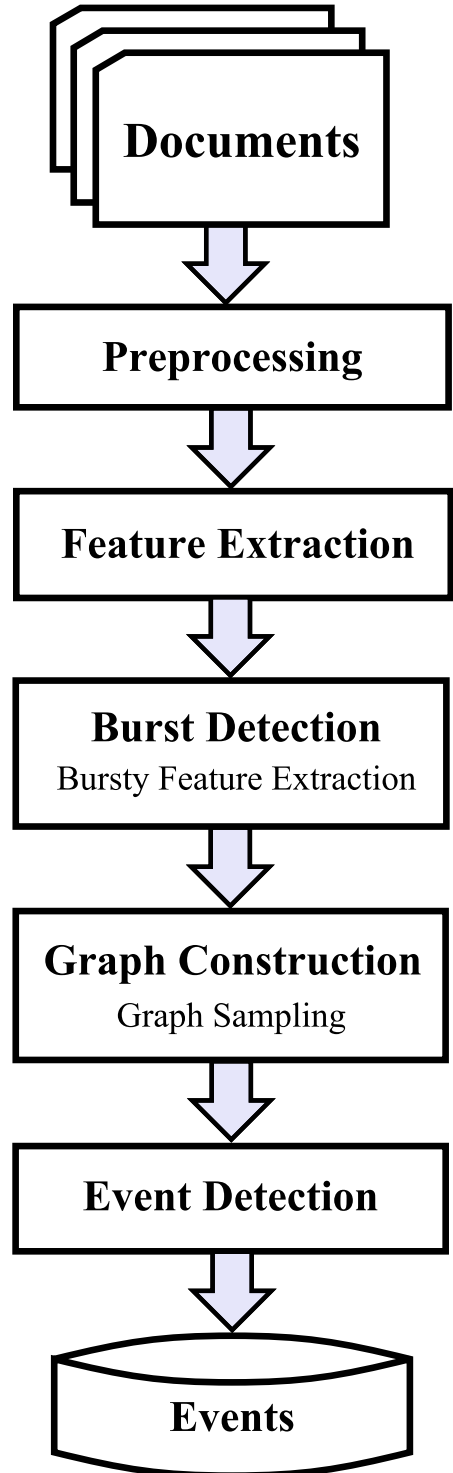 Documents
Preprocessing
Feature Extraction
Burst Detection
Bursty Feature Extraction
Graph Construction
Graph Sampling
Event Detection
Events